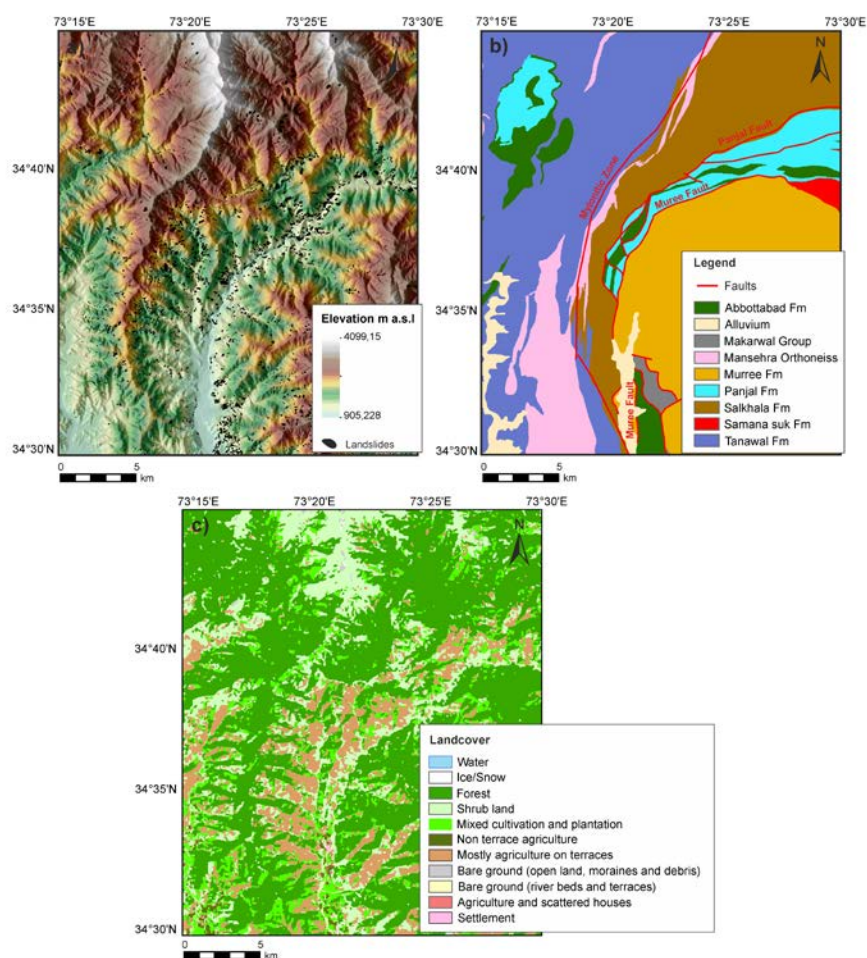 73°15'E 73°20'E 73°25'E 73°30'E
N
34°40'N
34°35'N
34°30'N
Elevation m a.s.l
4099,15
905,228
Landslides
0 5
km
73°15'E 73°20'E 73°25'E 73°30'E
b)
N
34°40'N
34°35'N
34°30'N
Mylonitic Zone
Panjal Fault
Muree Fault
Muree Fault
Legend
Faults
Abbottabad Fm
Alluvium
Makarwal Group
Mansehra Orthoneiss
Murree Fm
Panjal Fm
Salkhala Fm
Samana suk Fm
Tanawal Fm
0 5
km
73°15'E 73°20'E 73°25'E 73°30'E
c)
N
34°40'N
34°35'N
34°30'N
Landcover
Water
Ice/Snow
Forest
Shrub land
Mixed cultivation and plantation
Non terrace agriculture
Mostly agriculture on terraces
Bare ground (open land, moraines and debris)
Bare ground (river beds and terraces)
Agriculture and scattered houses
Settlement
0 5
km